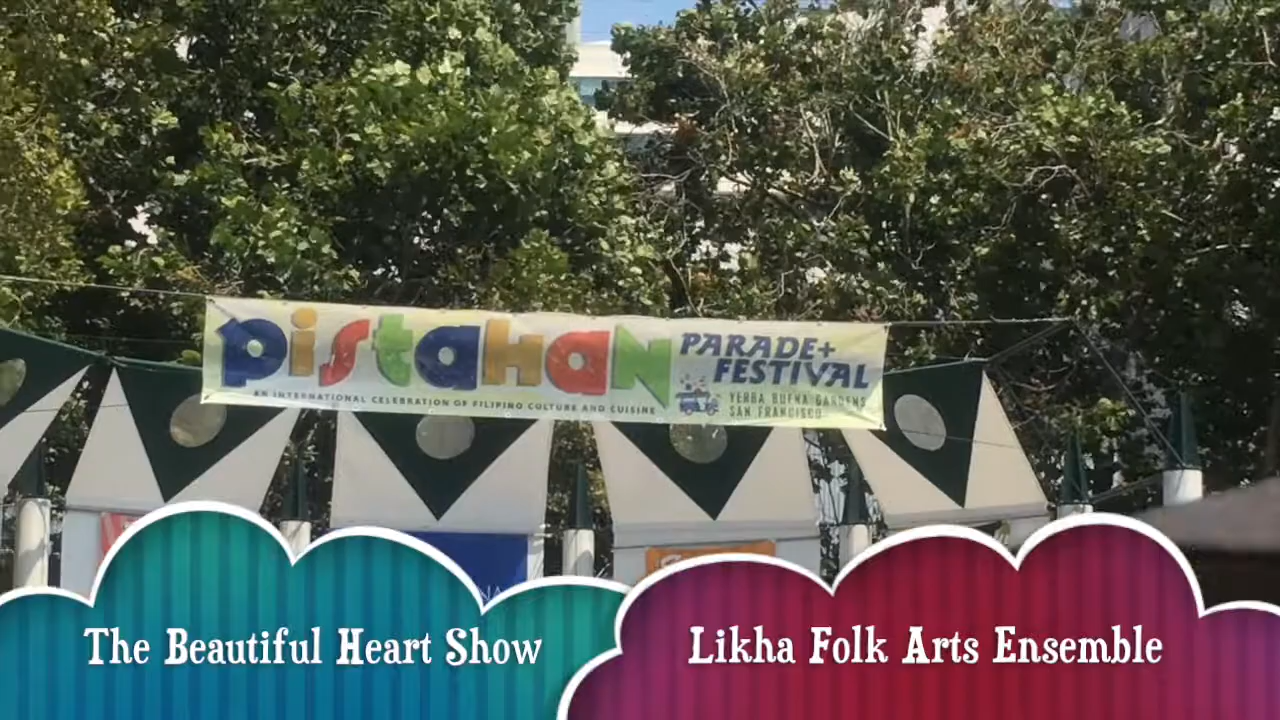 pistahan
PARADE+
FESTIVAL
AN INTERNATIONAL CELEBRATION OF FILIPINO CULTURE AND CUISINE
YERBA BUENA GARDENS
SAN FRANCISCO
The Beautiful Heart Show
Likha Folk Arts Ensemble